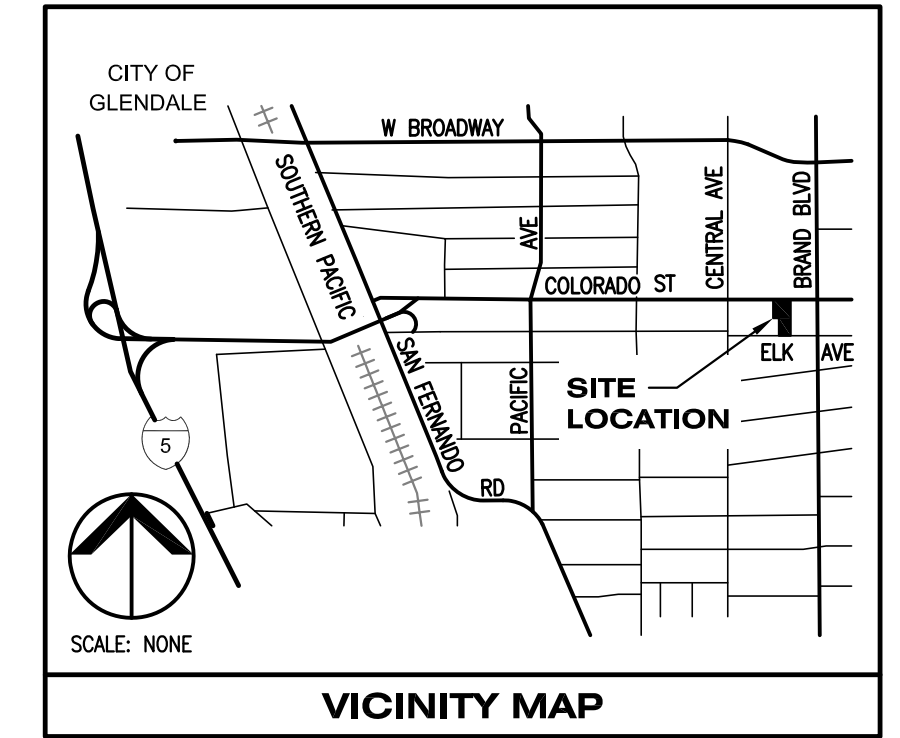 CITY OF
GLENDALE
W BROADWAY
SOUTHERN PACIFIC
AVE
CENTRAL AVE
BRAND BLVD
COLORADO ST
ELK AVE
SAN FERNANDO
PACIFIC
SITE
LOCATION
5
RD
SCALE: NONE
VICINITY MAP